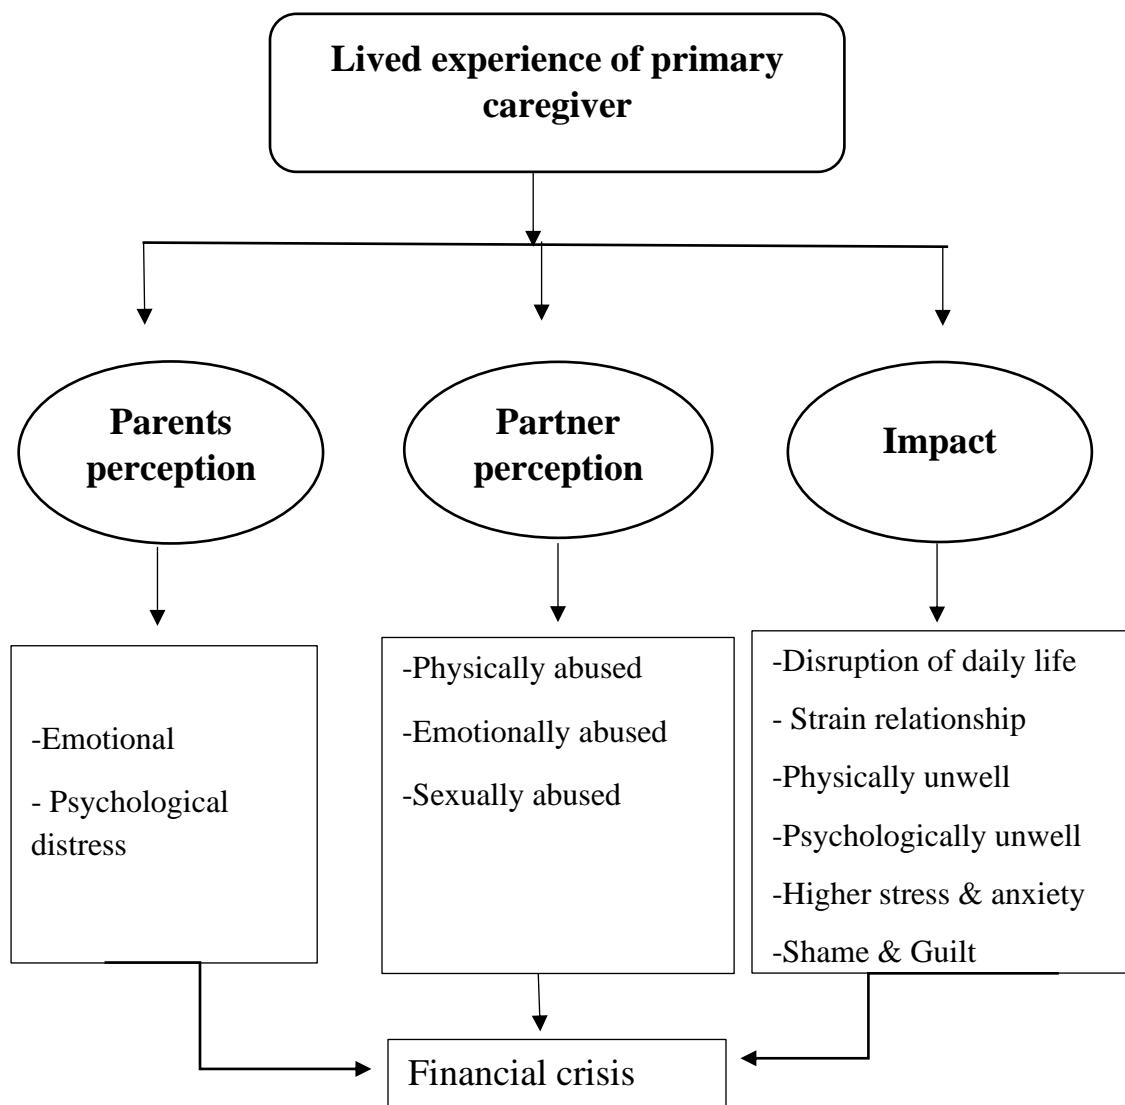 Lived experience of primary
caregiver
Parents
perception
Partner
perception
Impact
-Emotional
- Psychological
distress
-Physically abused
-Emotionally abused
-Sexually abused
-Disruption of daily life
- Strain relationship
-Physically unwell
-Psychologically unwell
-Higher stress & anxiety
-Shame & Guilt
Financial crisis